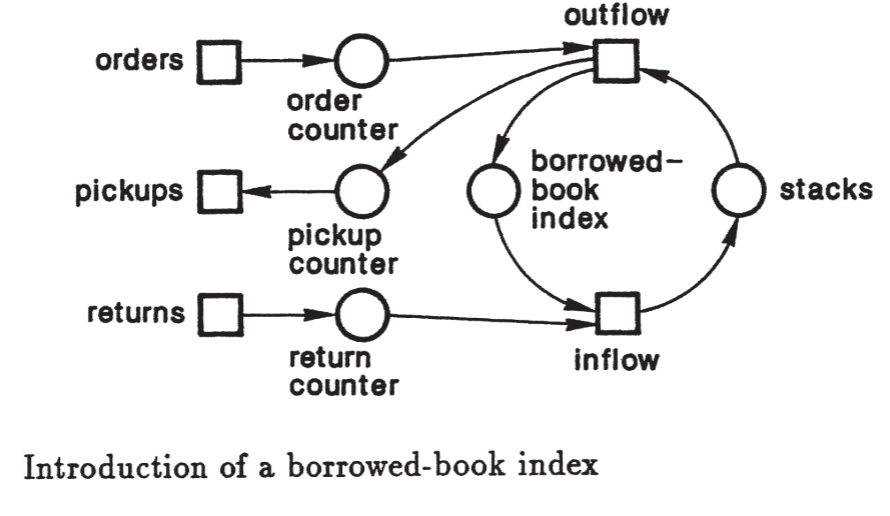 outflow
orders
order
counter
pickups
pickup
counter
borrowed-
book
index
stacks
returns
return
counter
inflow
Introduction of a borrowed-book index